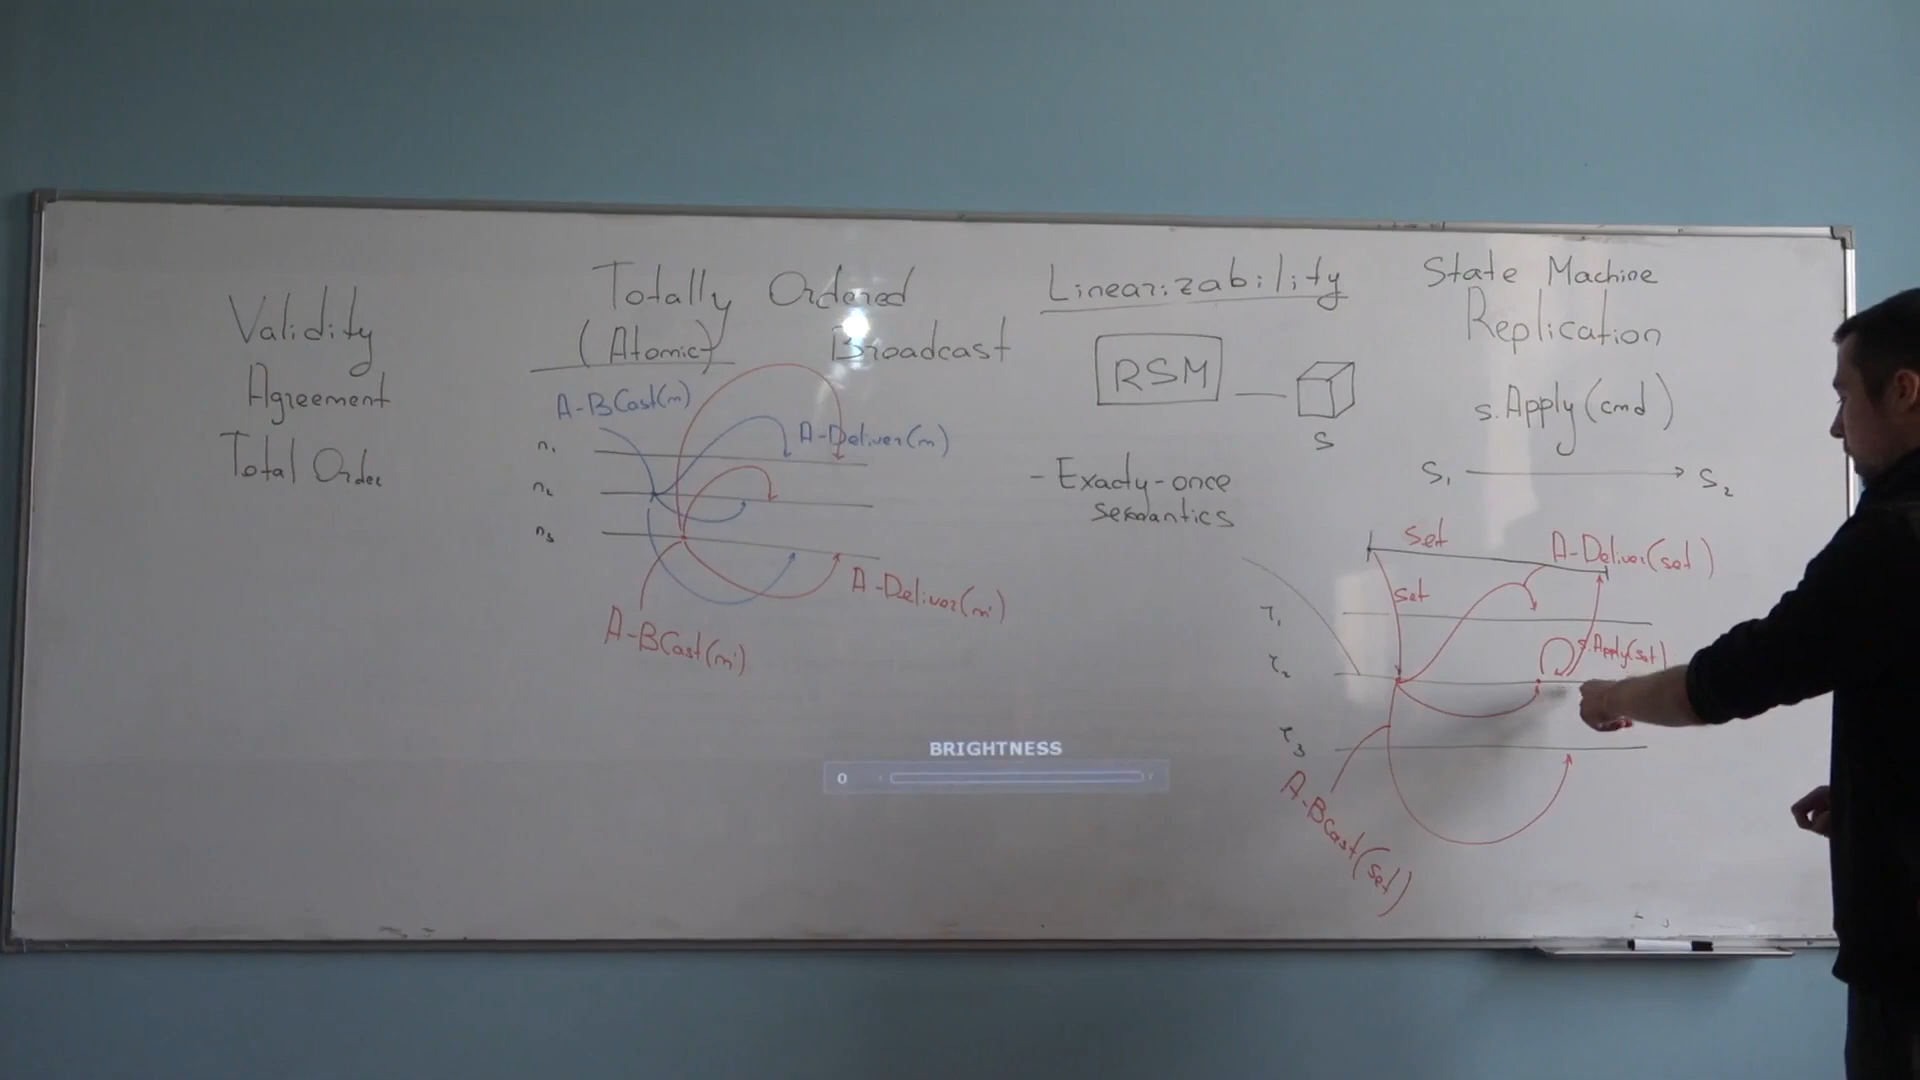 Validity
Agreement
Total Order
Totally Ordered
(Atomic) Broadcast
A-BCast(m)
A-Deliver(m)
n₁
n₂
n₃
A-Deliver(m')
A-BCast(m')
Linearizability
RSM
S
- Exactly-once
semantics
State Machine
Replication
s.Apply(cmd)
S₁ → S₂
set
A-Deliver(set)
set
r₁
s.Apply(set)
r₂
r₃
A-BCast(set)
BRIGHTNESS
0